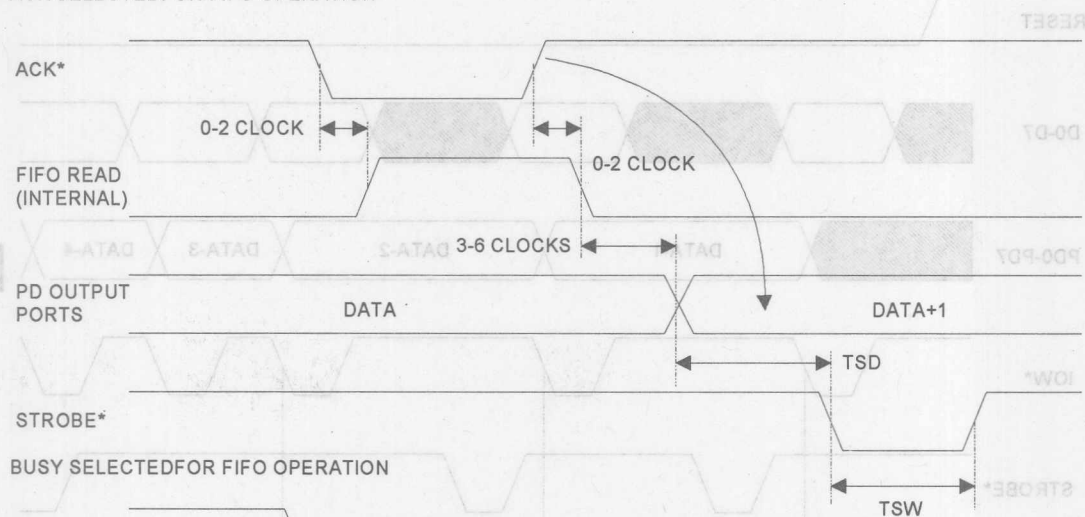 RESET
ACK*
0-2 CLOCK
D0-D7
0-2 CLOCK
FIFO READ
(INTERNAL)
3-6 CLOCKS
DATA-4
DATA-3
DATA-2
PD0-PD7
PD OUTPUT
PORTS
DATA
DATA+1
TSD
IOW*
STROBE*
BUSY SELECTEDFOR FIFO OPERATION
STROBE*
TSW